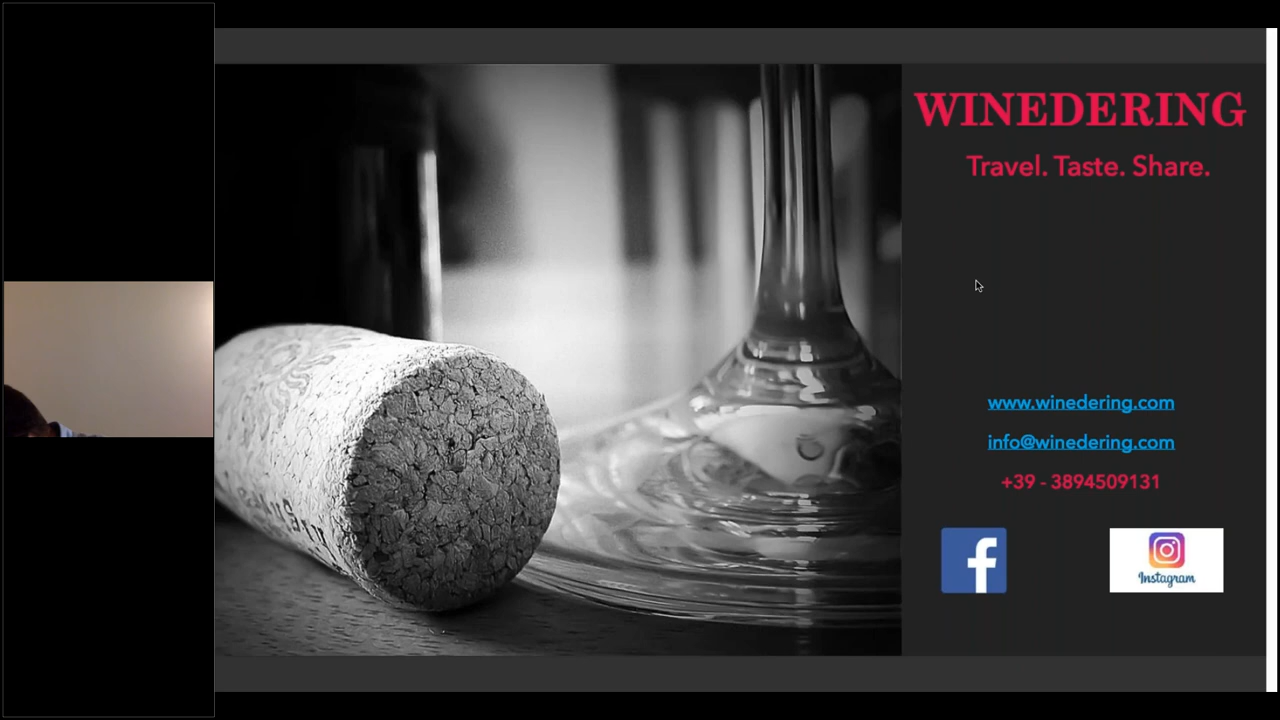 WINEDERING
Travel. Taste. Share.
www.winedering.com
info@winedering.com
+39 - 3894509131
f
Instagram